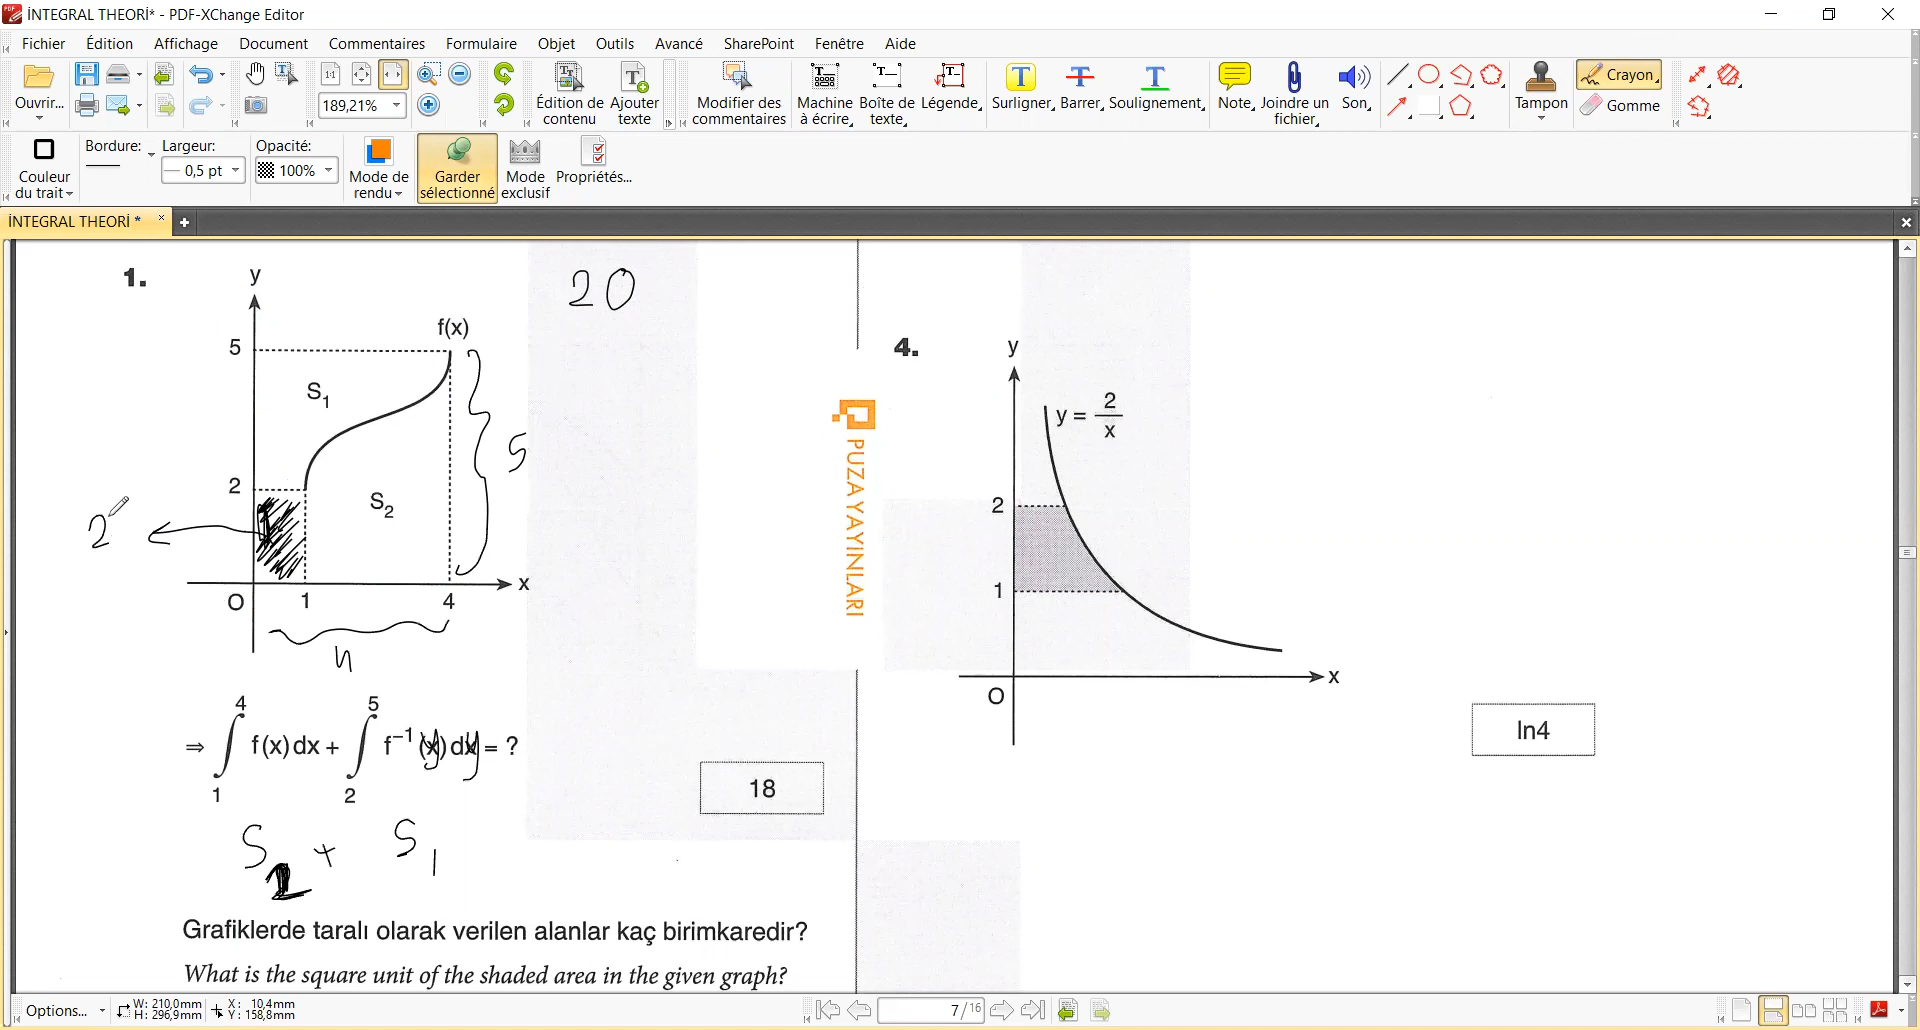 İNTEGRAL THEORİ* - PDF-XChange Editor
Fichier Édition Affichage Document Commentaires Formulaire Objet Outils Avancé SharePoint Fenêtre Aide
Ouvrir...
1:1
189,21%
Édition de contenu
Ajouter texte
Modifier des commentaires
Machine à écrire
Boîte de texte
Légende
Surligner
Barrer
Soulignement
Note
Joindre un fichier
Son
Tampon
Crayon
Gomme
Couleur du trait
Bordure:
Largeur:
0,5 pt
Opacité:
100%
Mode de rendu
Garder sélectionné
Mode exclusif
Propriétés...
İNTEGRAL THEORİ *
1.
y
20
f(x)
5
S₁
5
2
S₂
2
x
O 1 4
4
⇒ ∫₁⁴ f(x) dx + ∫₂⁵ f⁻¹(y) dy = ?
18
S₂ + S₁
Grafiklerde taralı olarak verilen alanlar kaç birimkaredir?
What is the square unit of the shaded area in the given graph?
PUZA YAYINLARI
4.
y
y = 2/x
2
1
x
O
ln4
Options...
W: 210,0mm
H: 296,9mm
X: 10,4mm
Y: 158,8mm
7/16